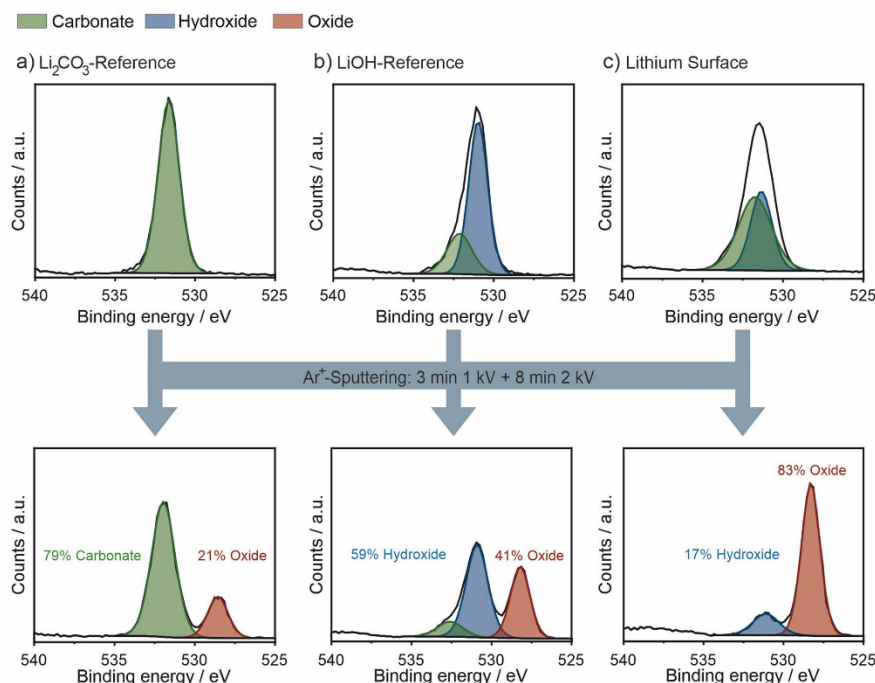 Carbonate Hydroxide Oxide
a) Li₂CO₃-Reference
b) LiOH-Reference
c) Lithium Surface
Counts / a.u.
Counts / a.u.
Counts / a.u.
540 535 530 525
540 535 530 525
540 535 530 525
Binding energy / eV
Binding energy / eV
Binding energy / eV
Ar⁺-Sputtering: 3 min 1 kV + 8 min 2 kV
Counts / a.u.
79% Carbonate
21% Oxide
Counts / a.u.
59% Hydroxide
41% Oxide
Counts / a.u.
83% Oxide
17% Hydroxide
540 535 530 525
540 535 530 525
540 535 530 525
Binding energy / eV
Binding energy / eV
Binding energy / eV